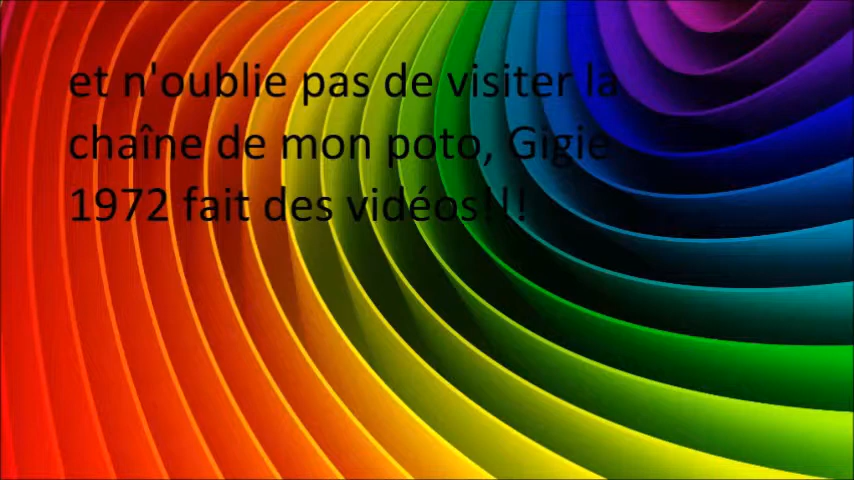 et n'oublie pas de visiter la
chaîne de mon poto, Gigie
1972 fait des vidéos!!!